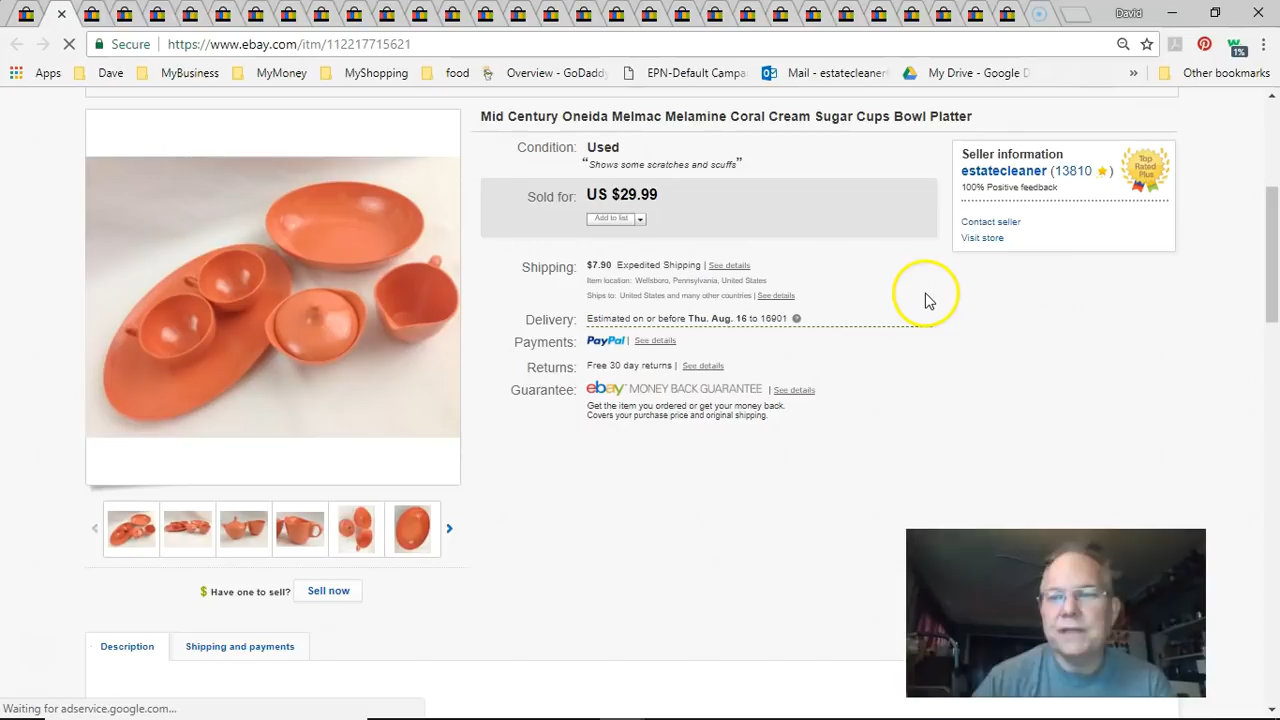 David
Secure
https://www.ebay.com/itm/112217715621
1%
Apps
Dave
MyBusiness
MyMoney
MyShopping
food
Overview - GoDaddy
EPN-Default Campa
Mail - estatecleaner
My Drive - Google D
»
Other bookmarks
Mid Century Oneida Melmac Melamine Coral Cream Sugar Cups Bowl Platter
Condition: Used
“Shows some scratches and scuffs”
Sold for: US $29.99
Add to list
Shipping: $7.90 Expedited Shipping | See details
Item location: Wellsboro, Pennsylvania, United States
Ships to: United States and many other countries | See details
Delivery: Estimated on or before Thu. Aug. 16 to 16901
Payments: PayPal | See details
Returns: Free 30 day returns | See details
Guarantee: ebay MONEY BACK GUARANTEE | See details
Get the item you ordered or get your money back.
Covers your purchase price and original shipping.
Seller information
estatecleaner (13810 )
100% Positive feedback
Top
Rated
Plus
Contact seller
Visit store
$ Have one to sell? Sell now
Description
Shipping and payments
Waiting for adservice.google.com...